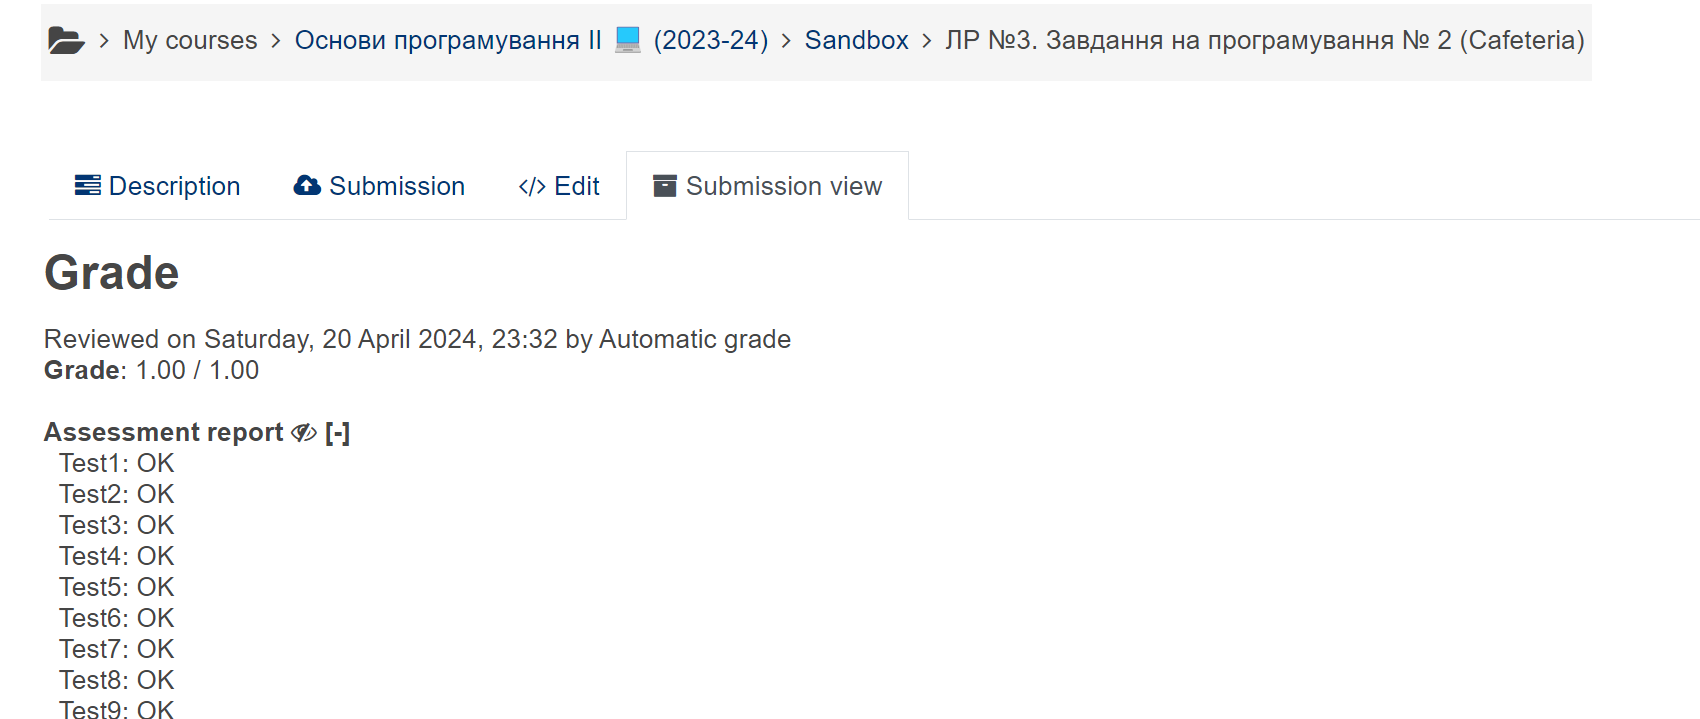 > My courses > Основи програмування II 💻 (2023-24) > Sandbox > ЛР №3. Завдання на програмування № 2 (Cafeteria)
Description Submission </> Edit Submission view
Grade
Reviewed on Saturday, 20 April 2024, 23:32 by Automatic grade
Grade: 1.00 / 1.00
Assessment report [-]
Test1: OK
Test2: OK
Test3: OK
Test4: OK
Test5: OK
Test6: OK
Test7: OK
Test8: OK
Test9: OK